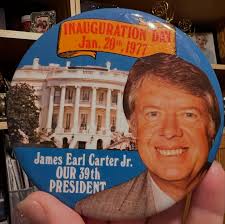 INAUGURATION DAY
Jan. 20th 1977
James Earl Carter Jr.
OUR 39th
PRESIDENT